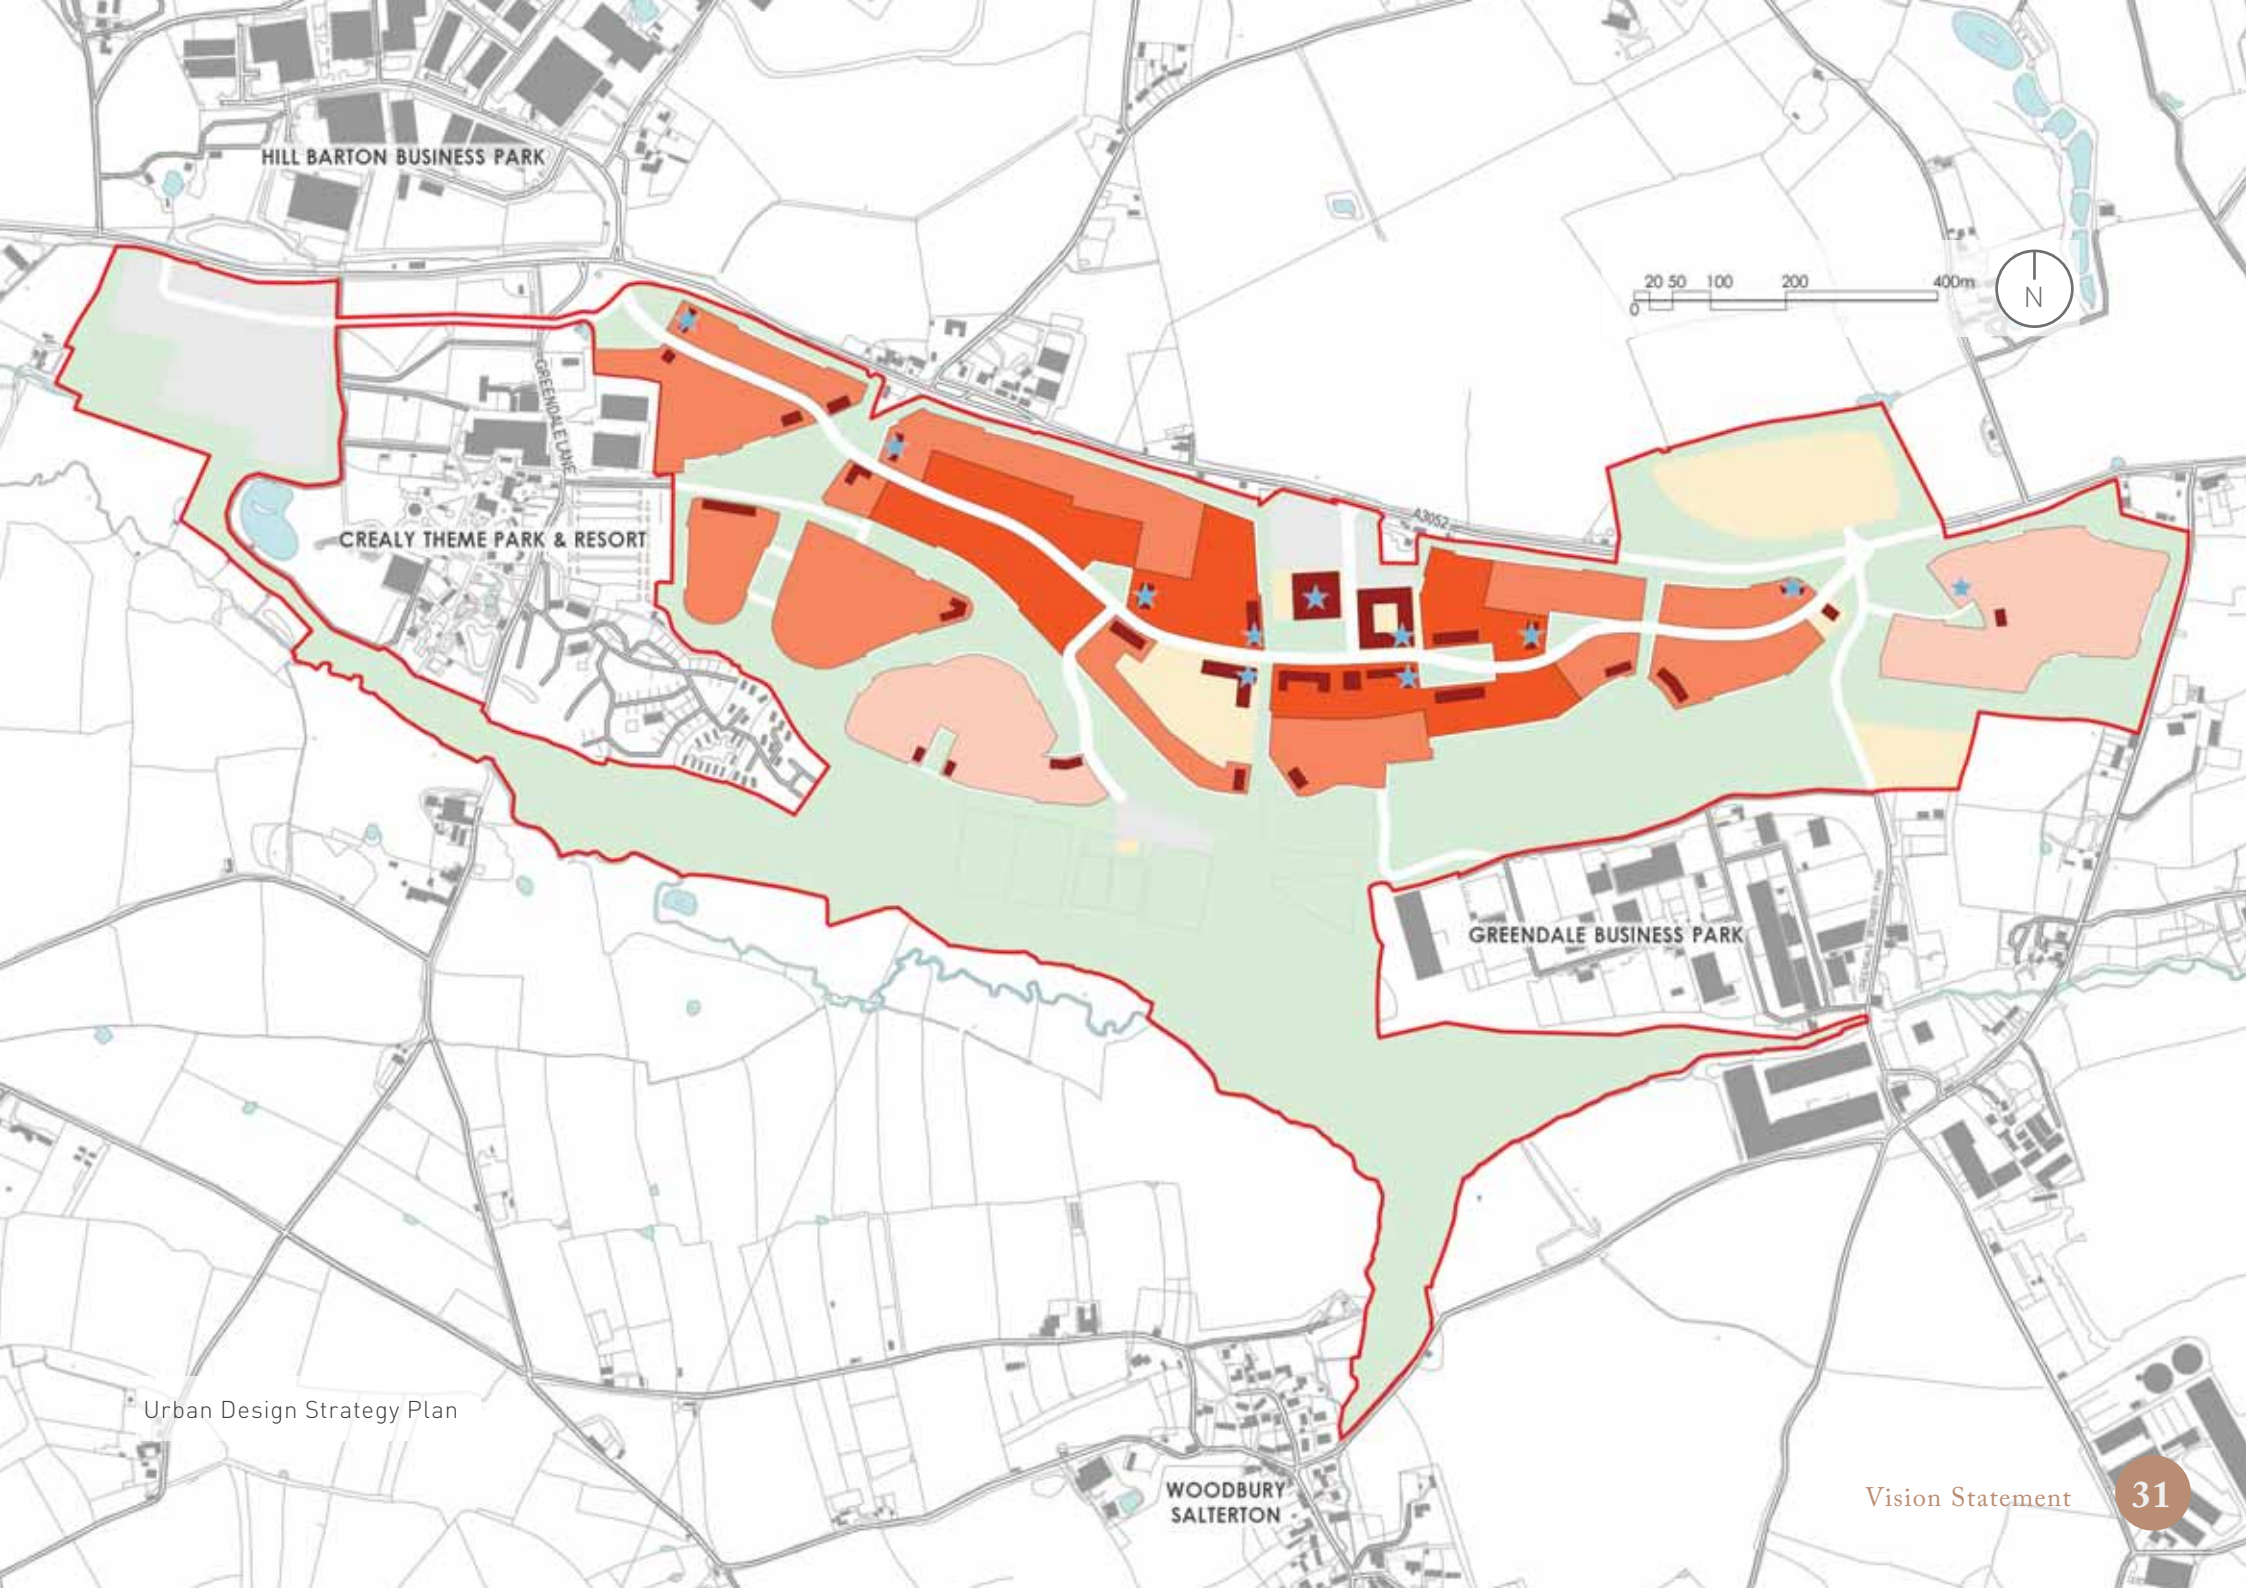 HILL BARTON BUSINESS PARK
20 50 100 200 400m
0
N
GREENDALE LANE
A3052
CREALY THEME PARK & RESORT
GREENDALE BUSINESS PARK
Urban Design Strategy Plan
WOODBURY
SALTERTON
Vision Statement 31